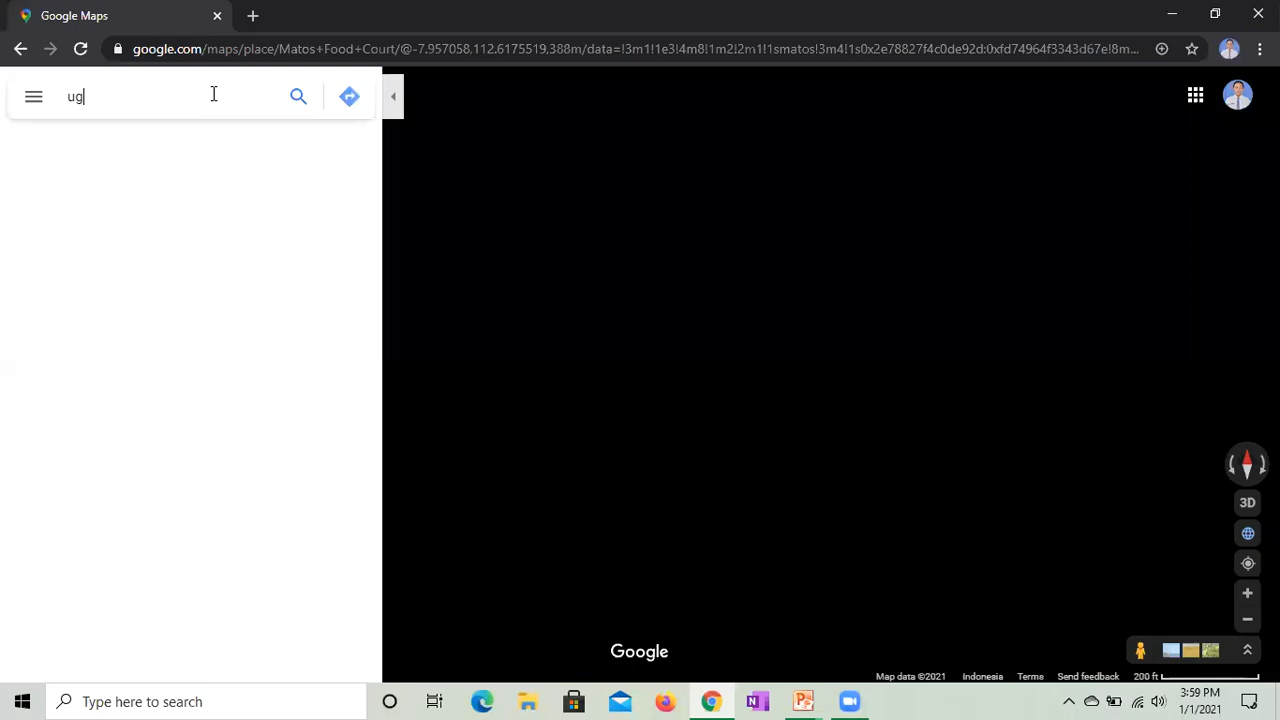 Google Maps
google.com/maps/place/Matos+Food+Court/@-7.957058,112.6175519,388m/data=!3m1!1e3!4m8!1m2!2m1!1smatos!3m4!1s0x2e78827f4c0de92d:0xfd74964f3343d67e!8m...
ug
3D
Google
Map data ©2021 Indonesia Terms Send feedback 200 ft
Type here to search
N
3:59 PM
1/1/2021